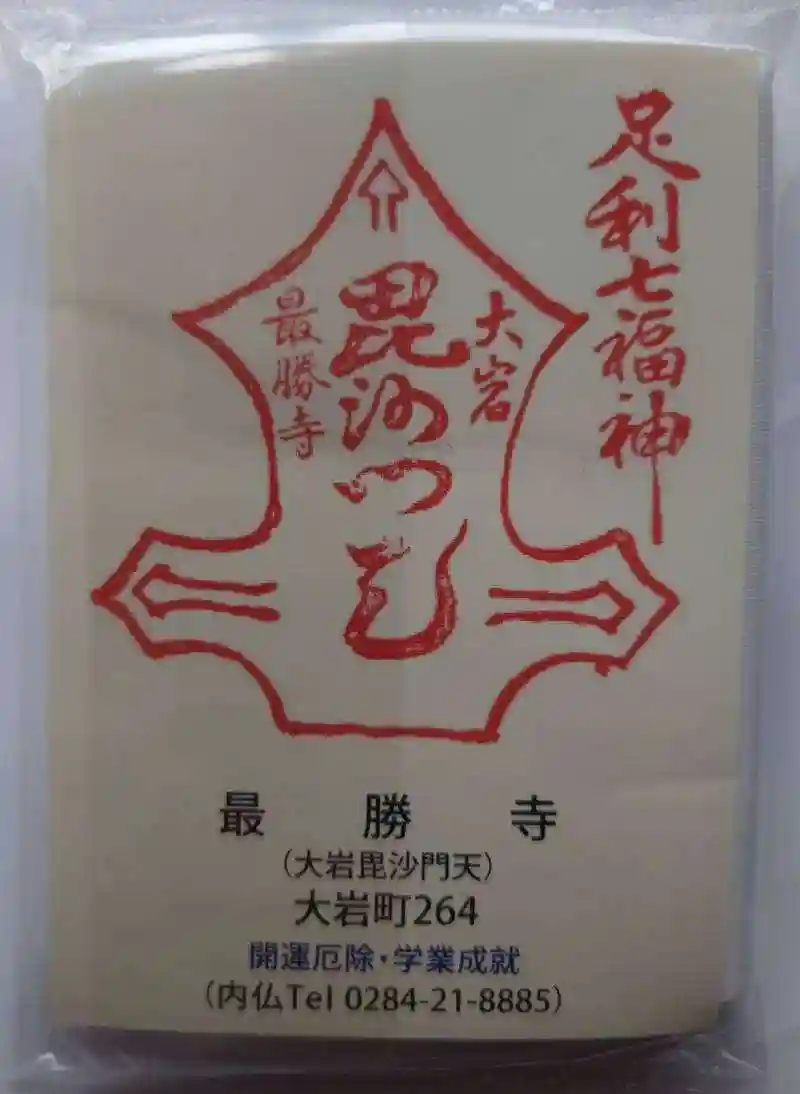 足利七福神
大岩
毘沙門天
最勝寺
最勝寺
(大岩毘沙門天)
大岩町264
開運厄除・学業成就
(内仏Tel 0284-21-8885)